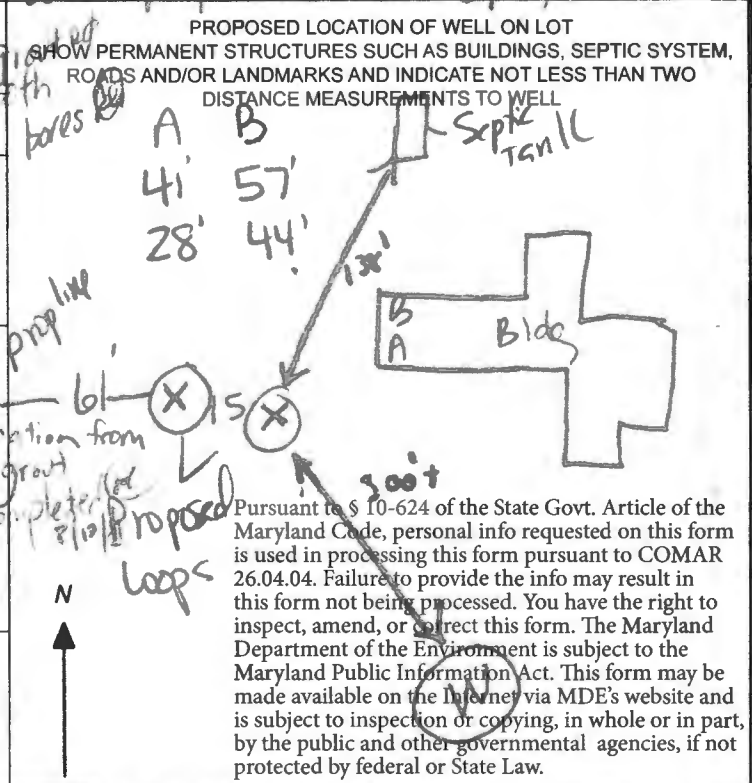 PROPOSED LOCATION OF WELL ON LOT
SHOW PERMANENT STRUCTURES SUCH AS BUILDINGS, SEPTIC SYSTEM,
ROADS AND/OR LANDMARKS AND INDICATE NOT LESS THAN TWO
DISTANCE MEASUREMENTS TO WELL
bores
A B
41' 57'
28' 44'
Septic
Tank
138'
prop line
B
A
Bldg
61'
X
15
X
from
grout
800'+
Proposed
Loops
N
W
Pursuant to § 10-624 of the State Govt. Article of the
Maryland Code, personal info requested on this form
is used in processing this form pursuant to COMAR
26.04.04. Failure to provide the info may result in
this form not being processed. You have the right to
inspect, amend, or correct this form. The Maryland
Department of the Environment is subject to the
Maryland Public Information Act. This form may be
made available on the Internet via MDE's website and
is subject to inspection or copying, in whole or in part,
by the public and other governmental agencies, if not
protected by federal or State Law.